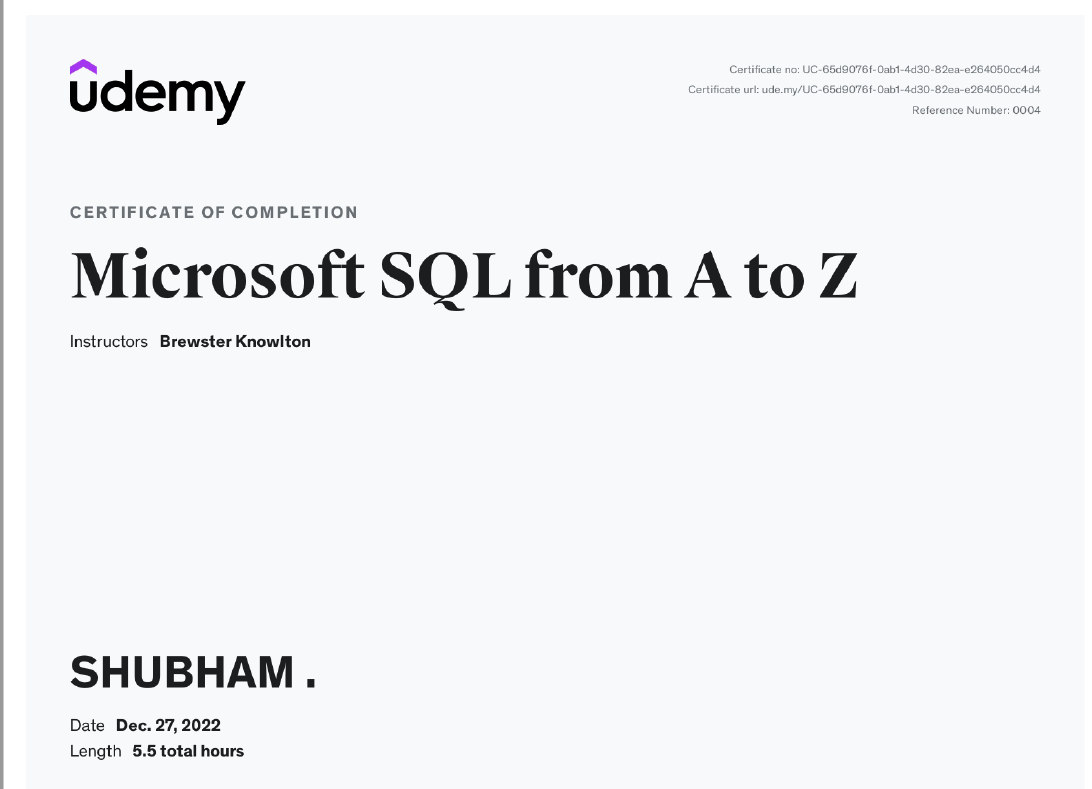 udemy
Certificate no: UC-65d9076f-0ab1-4d30-82ea-e264050cc4d4
Certificate url: ude.my/UC-65d9076f-0ab1-4d30-82ea-e264050cc4d4
Reference Number: 0004
CERTIFICATE OF COMPLETION
Microsoft SQL from A to Z
Instructors Brewster Knowlton
SHUBHAM .
Date Dec. 27, 2022
Length 5.5 total hours